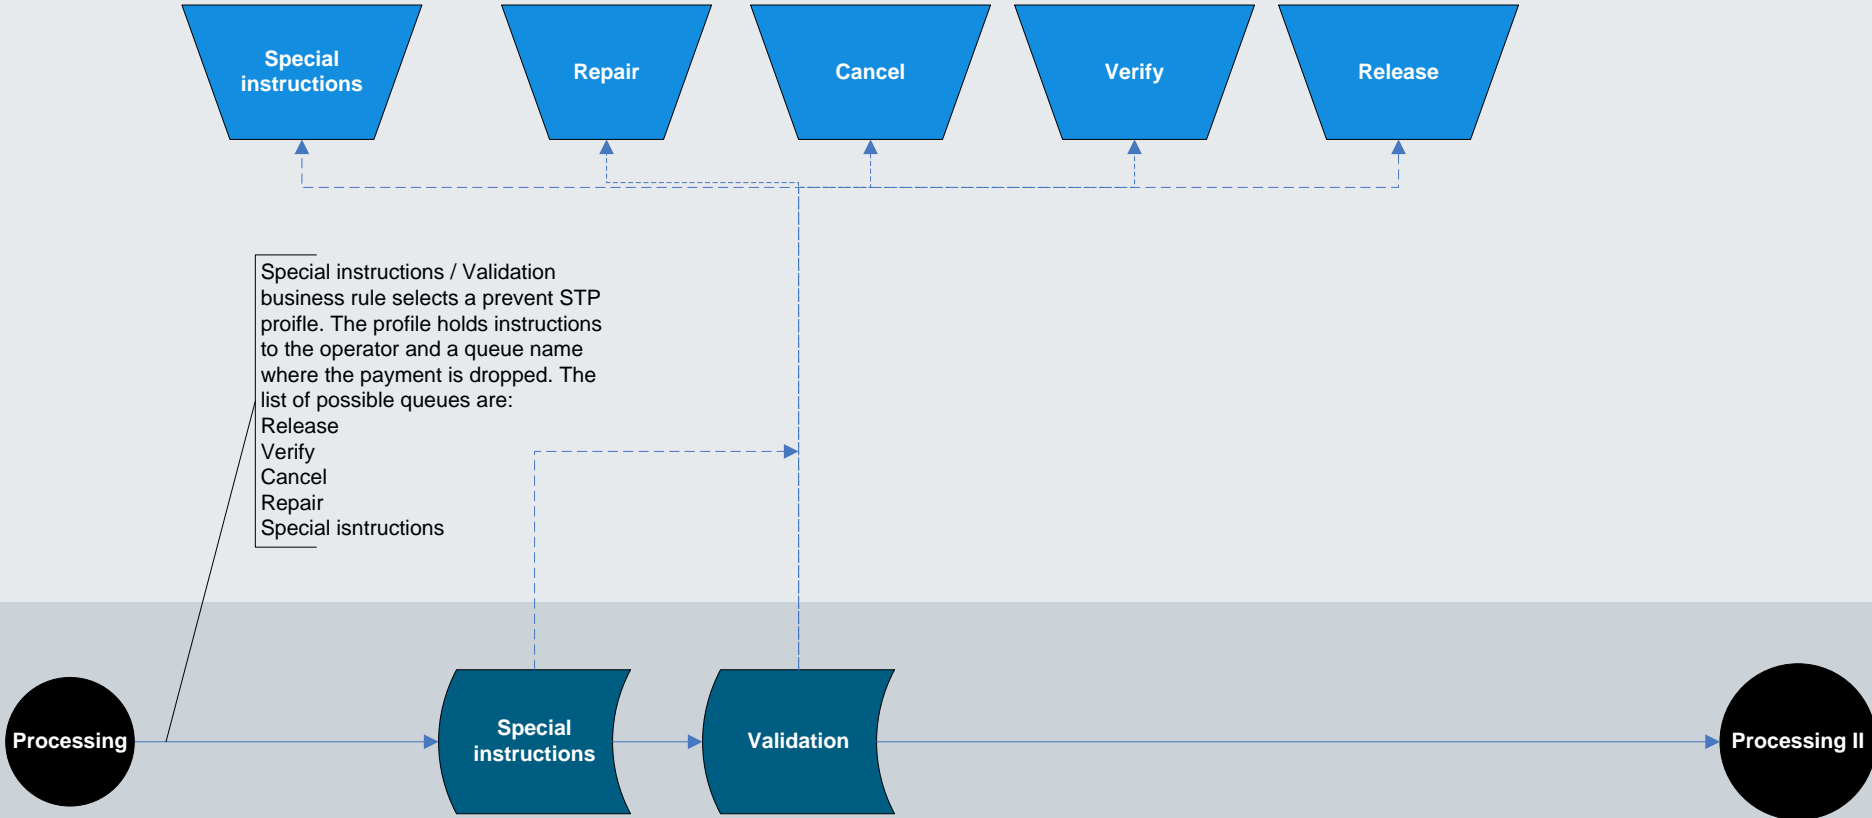 Special
instructions
Repair
Cancel
Verify
Release
Special instructions / Validation
business rule selects a prevent STP
proifle. The profile holds instructions
to the operator and a queue name
where the payment is dropped. The
list of possible queues are:
Release
Verify
Cancel
Repair
Special isntructions
Processing
Special
instructions
Validation
Processing II